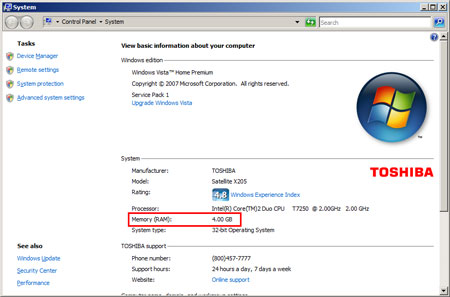 System
Control Panel
System
Search
Tasks
Device Manager
Remote settings
System protection
Advanced system settings
See also
Windows Update
Security Center
Performance
View basic information about your computer
Windows edition
Windows Vista™ Home Premium
Copyright © 2007 Microsoft Corporation. All rights reserved.
Service Pack 1
Upgrade Windows Vista
System
TOSHIBA
Manufacturer: TOSHIBA
Model: Satellite X205
Rating: 4.8 Windows Experience Index
Processor: Intel(R) Core(TM)2 Duo CPU T7250 @ 2.00GHz 2.00 GHz
Memory (RAM): 4.00 GB
System type: 32-bit Operating System
TOSHIBA support
Phone number: (800)457-7777
Support hours: 24 hours a day, 7 days a week
Website: Online support